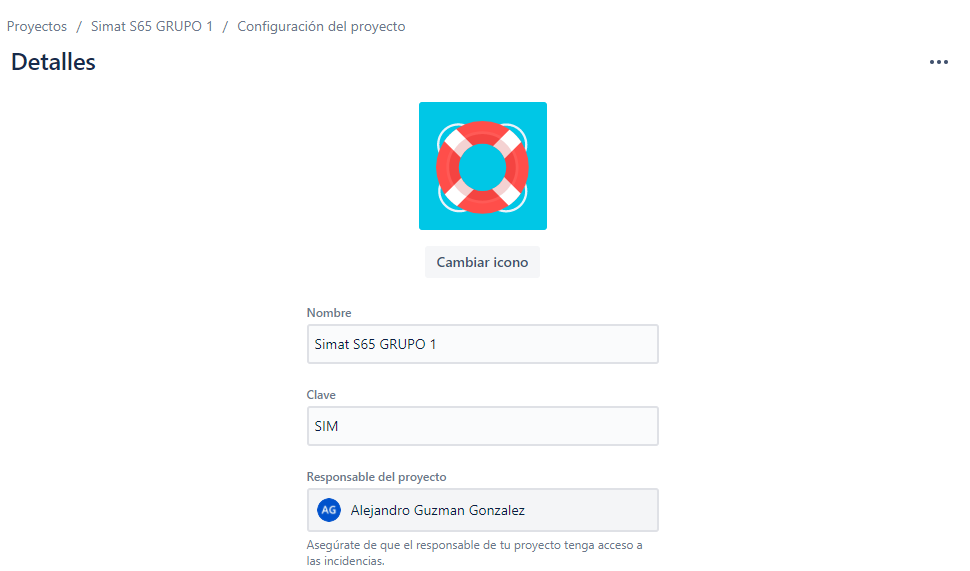 Proyectos / Simat S65 GRUPO 1 / Configuración del proyecto
Detalles
Cambiar icono
Nombre
Simat S65 GRUPO 1
Clave
SIM
Responsable del proyecto
AG Alejandro Guzman Gonzalez
Asegúrate de que el responsable de tu proyecto tenga acceso a
las incidencias.